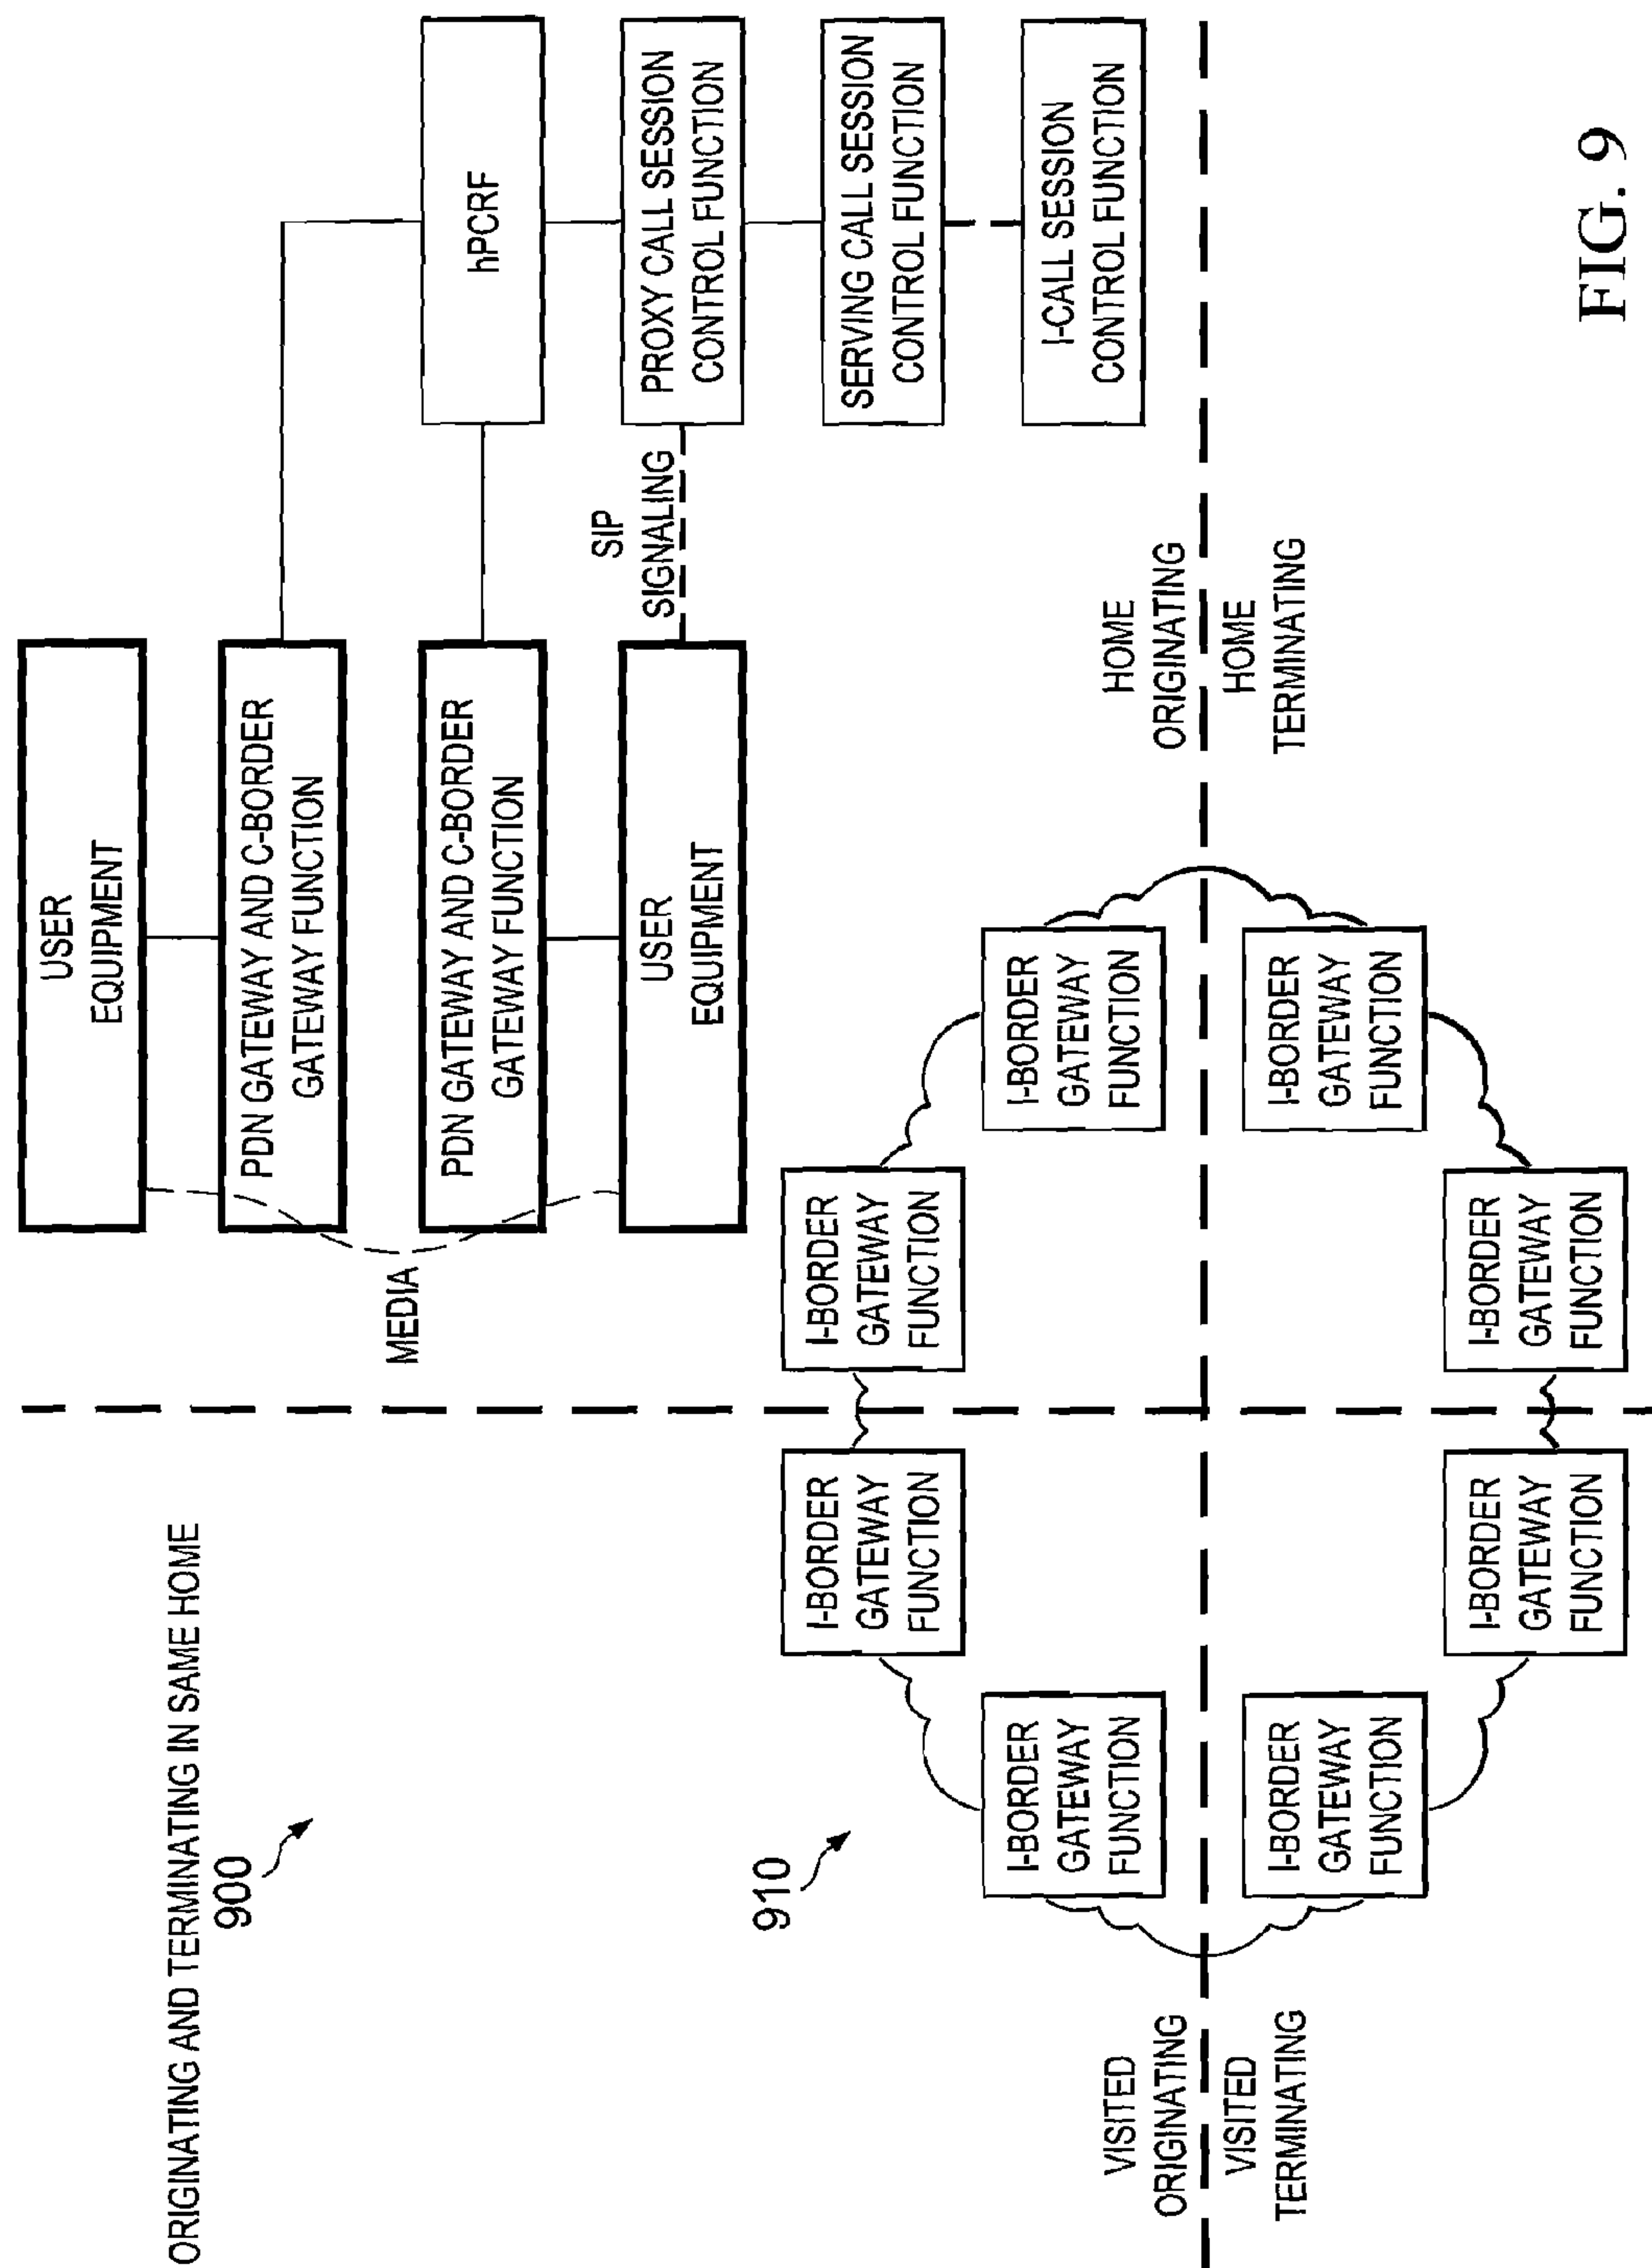 ORIGINATING AND TERMINATING IN SAME HOME
900
USER
EQUIPMENT
PDN GATEWAY AND C-BORDER
GATEWAY FUNCTION
hPCRF
MEDIA
PDN GATEWAY AND C-BORDER
GATEWAY FUNCTION
SIP
SIGNALING
USER
EQUIPMENT
PROXY CALL SESSION
CONTROL FUNCTION
SERVING CALL SESSION
CONTROL FUNCTION
I-CALL SESSION
CONTROL FUNCTION
910
I-BORDER
GATEWAY
FUNCTION
I-BORDER
GATEWAY
FUNCTION
I-BORDER
GATEWAY
FUNCTION
I-BORDER
GATEWAY
FUNCTION
VISITED
ORIGINATING
HOME
ORIGINATING
VISITED
TERMINATING
HOME
TERMINATING
I-BORDER
GATEWAY
FUNCTION
I-BORDER
GATEWAY
FUNCTION
I-BORDER
GATEWAY
FUNCTION
I-BORDER
GATEWAY
FUNCTION
FIG. 9